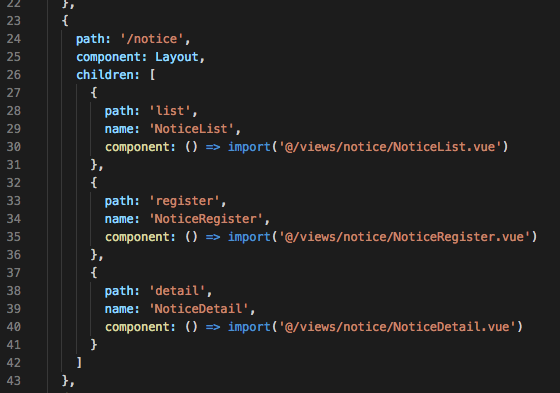 22 },
23 {
24 path: '/notice',
25 component: Layout,
26 children: [
27 {
28 path: 'list',
29 name: 'NoticeList',
30 component: () => import('@/views/notice/NoticeList.vue')
31 },
32 {
33 path: 'register',
34 name: 'NoticeRegister',
35 component: () => import('@/views/notice/NoticeRegister.vue')
36 },
37 {
38 path: 'detail',
39 name: 'NoticeDetail',
40 component: () => import('@/views/notice/NoticeDetail.vue')
41 }
42 ]
43 },